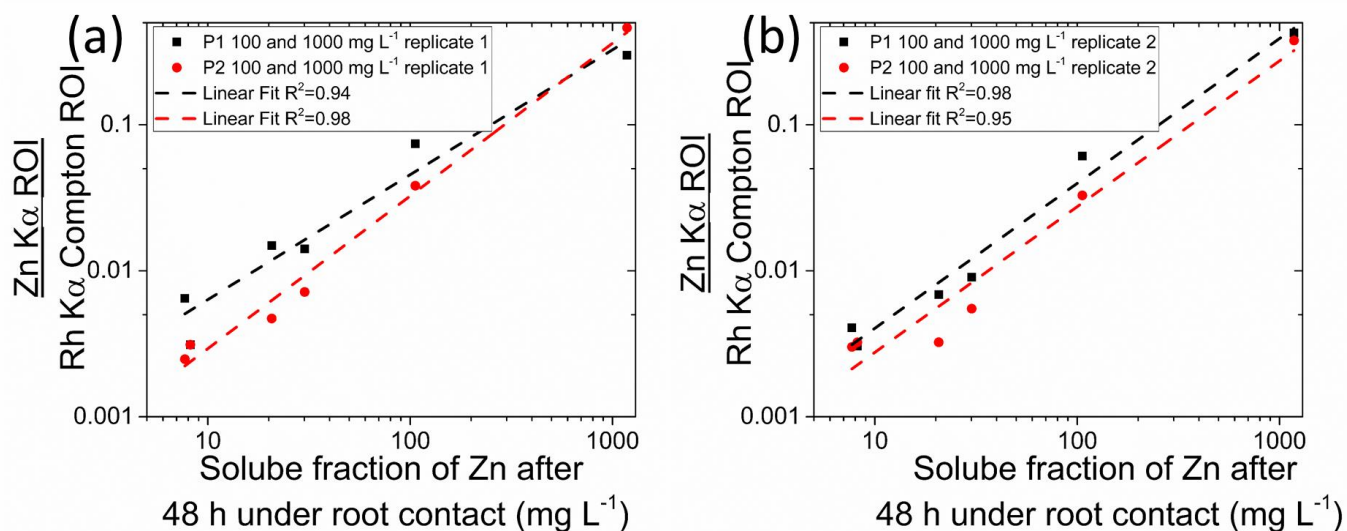 (a)
P1 100 and 1000 mg L⁻¹ replicate 1
P2 100 and 1000 mg L⁻¹ replicate 1
Linear Fit R²=0.94
Linear Fit R²=0.98
Zn Kα ROI
Rh Kα Compton ROI
0.1
0.01
0.001
10
100
1000
Solube fraction of Zn after
48 h under root contact (mg L⁻¹)
(b)
P1 100 and 1000 mg L⁻¹ replicate 2
P2 100 and 1000 mg L⁻¹ replicate 2
Linear fit R²=0.98
Linear fit R²=0.95
Zn Kα ROI
Rh Kα Compton ROI
0.1
0.01
0.001
10
100
1000
Solube fraction of Zn after
48 h under root contact (mg L⁻¹)